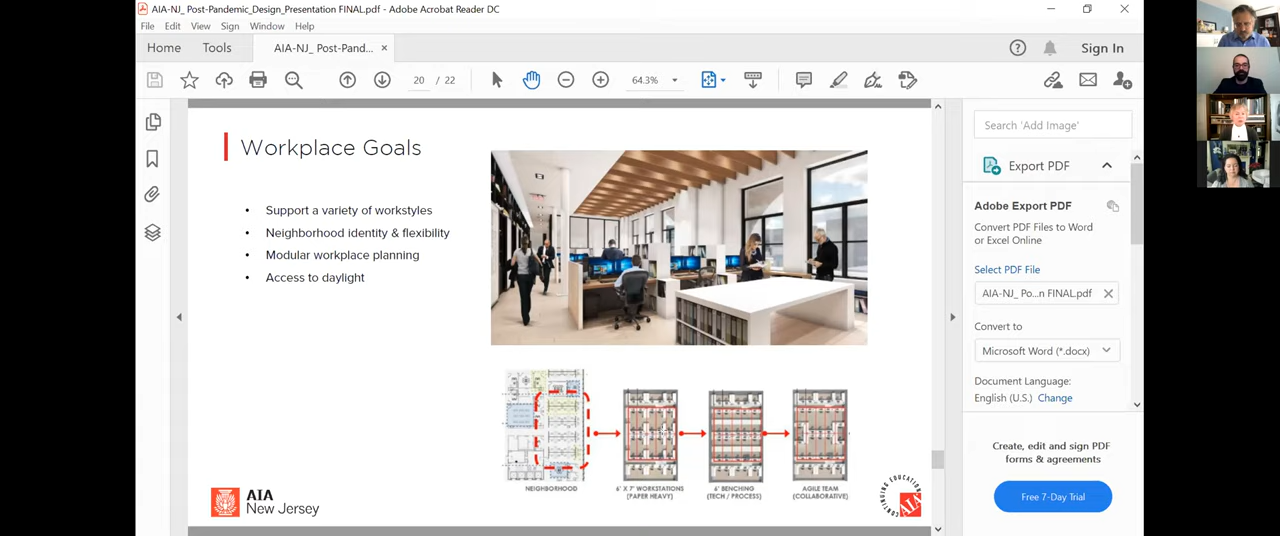 AIA-NJ_ Post-Pandemic_Design_Presentation FINAL.pdf - Adobe Acrobat Reader DC
File Edit View Sign Window Help
Home Tools AIA-NJ_ Post-Pand... Sign In
20 / 22 64.3%
Workplace Goals
• Support a variety of workstyles
• Neighborhood identity & flexibility
• Modular workplace planning
• Access to daylight
NEIGHBORHOOD
6' X 7' WORKSTATIONS
(PAPER HEAVY)
6' BENCHING
(TECH / PROCESS)
AGILE TEAM
(COLLABORATIVE)
AIA
New Jersey
CONTINUING EDUCATION
AIA
Search 'Add Image'
Export PDF
Adobe Export PDF
Convert PDF Files to Word
or Excel Online
Select PDF File
AIA-NJ_ Po...n FINAL.pdf
Convert to
Microsoft Word (*.docx)
Document Language:
English (U.S.) Change
Create, edit and sign PDF
forms & agreements
Free 7-Day Trial